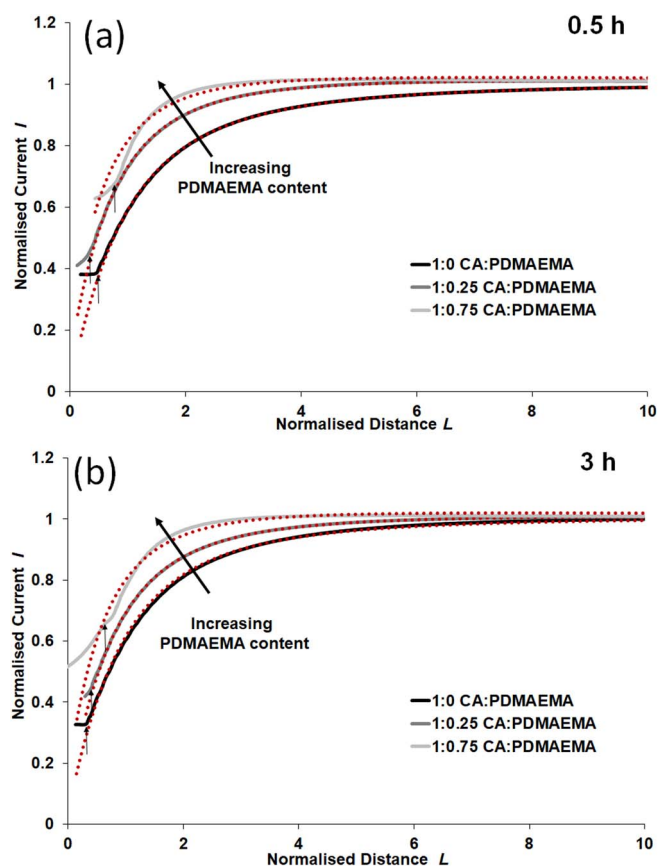 (a)
0.5 h
1.2
1
0.8
0.6
0.4
0.2
0
Normalised Current I
Increasing
PDMAEMA content
1:0 CA:PDMAEMA
1:0.25 CA:PDMAEMA
1:0.75 CA:PDMAEMA
0
2
4
6
8
10
Normalised Distance L
(b)
3 h
1.2
1
0.8
0.6
0.4
0.2
0
Normalised Current I
Increasing
PDMAEMA content
1:0 CA:PDMAEMA
1:0.25 CA:PDMAEMA
1:0.75 CA:PDMAEMA
0
2
4
6
8
10
Normalised Distance L